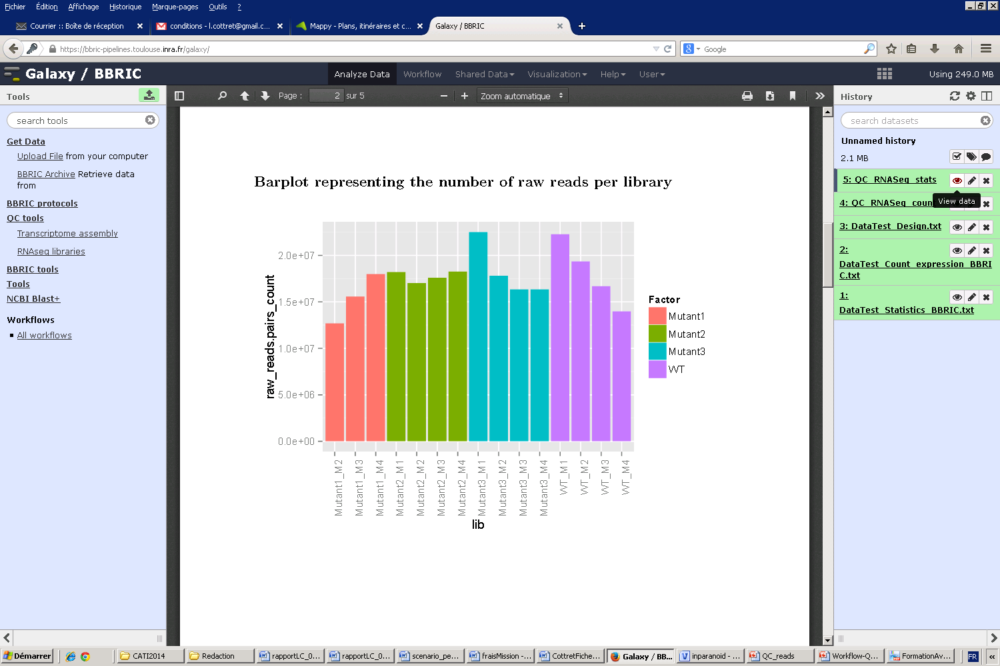 Fichier Édition Affichage Historique Marque-pages Outils ?
Courrier :: Boîte de réception
conditions - l.cottret@gmail.c...
Mappy - Plans, itinéraires et c...
Galaxy / BBRIC
https://bbric-pipelines.toulouse.inra.fr/galaxy/
Google
Galaxy / BBRIC
Analyze Data Workflow Shared Data Visualization Help User
Using 249.0 MB
Tools
search tools
Get Data
Upload File from your computer
BBRIC Archive Retrieve data
from
BBRIC protocols
QC tools
Transcriptome assembly
RNAseq libraries
BBRIC tools
Tools
NCBI Blast+
Workflows
All workflows
Page : 2 sur 5
Zoom automatique
Barplot representing the number of raw reads per library
raw_reads.pairs_count
2.0e+07
1.5e+07
1.0e+07
5.0e+06
0.0e+00
Mutant1_M2
Mutant1_M3
Mutant1_M4
Mutant2_M1
Mutant2_M2
Mutant2_M3
Mutant2_M4
Mutant3_M1
Mutant3_M2
Mutant3_M3
Mutant3_M4
WT_M1
WT_M2
WT_M3
WT_M4
lib
Factor
Mutant1
Mutant2
Mutant3
WT
History
search datasets
Unnamed history
2.1 MB
5: QC_RNASeq_stats
View data
4: QC_RNASeq_coun
3: DataTest_Design.txt
2:
DataTest_Count_expression_BBRI
C.txt
1:
DataTest_Statistics_BBRIC.txt
Démarrer
CATI2014
Redaction
rapportLC_0...
rapportLC_0...
scenario_pe...
fraisMission -...
CottretFiche...
Galaxy / BB...
inparanoid - ...
QC_reads
Workflow-Q...
FormationAv...
FR